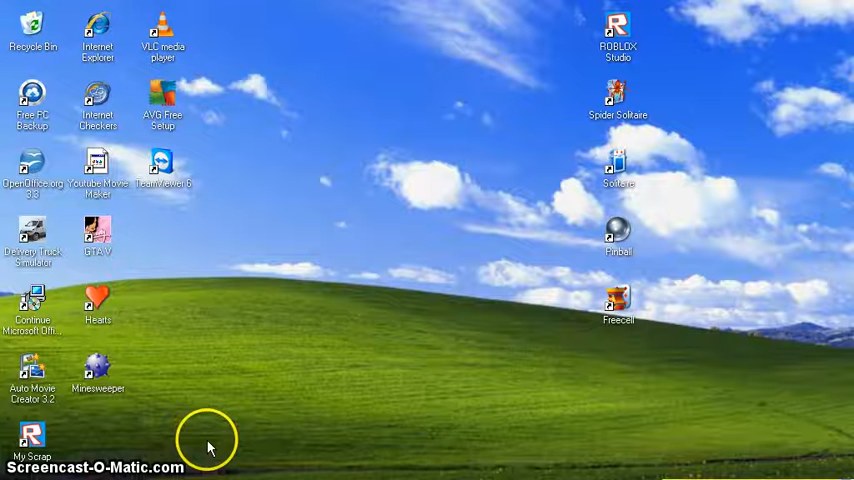 Recycle Bin
Internet
Explorer
VLC media
player
ROBLOX
Studio
Free PC
Backup
Internet
Checkers
AVG Free
Setup
Spider Solitaire
OpenOffice.org
3.3
Youtube Movie
Maker
TeamViewer 6
Solitaire
Delivery Truck
Simulator
GTA V
Pinball
Continue
Microsoft Offi...
Hearts
Freecell
Auto Movie
Creator 3.2
Minesweeper
My Scrap
Screencast-O-Matic.com